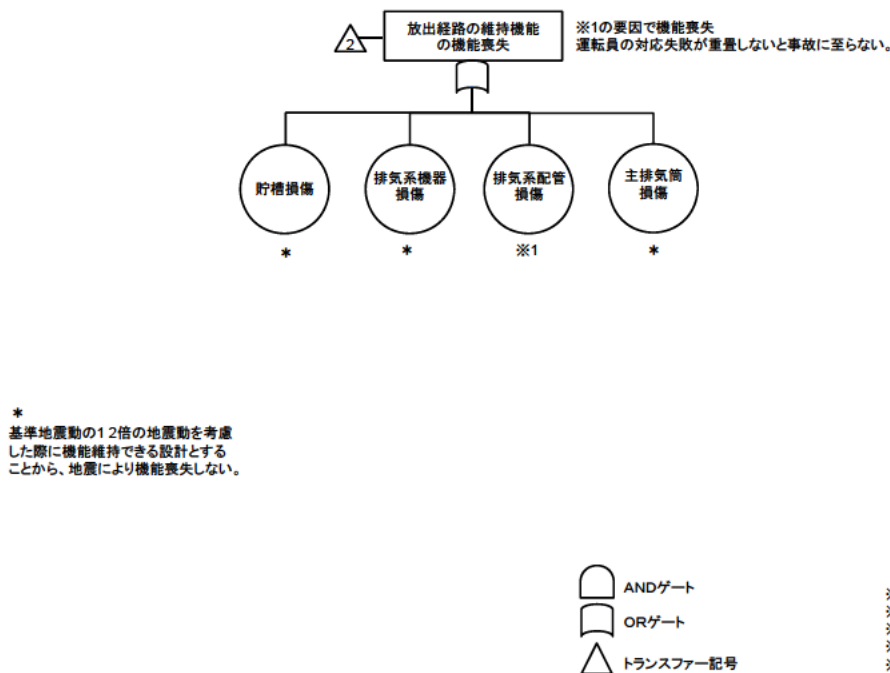 2
放出経路の維持機能
の機能喪失
※1の要因で機能喪失
運転員の対応失敗が重畳しないと事故に至らない。
貯槽損傷
排気系機器
損傷
排気系配管
損傷
主排気筒
損傷
*
*
※1
*
*
基準地震動の1 2倍の地震動を考慮
した際に機能維持できる設計とする
ことから、地震により機能喪失しない。
ANDゲート
ORゲート
トランスファー記号
※
※
※
※
※